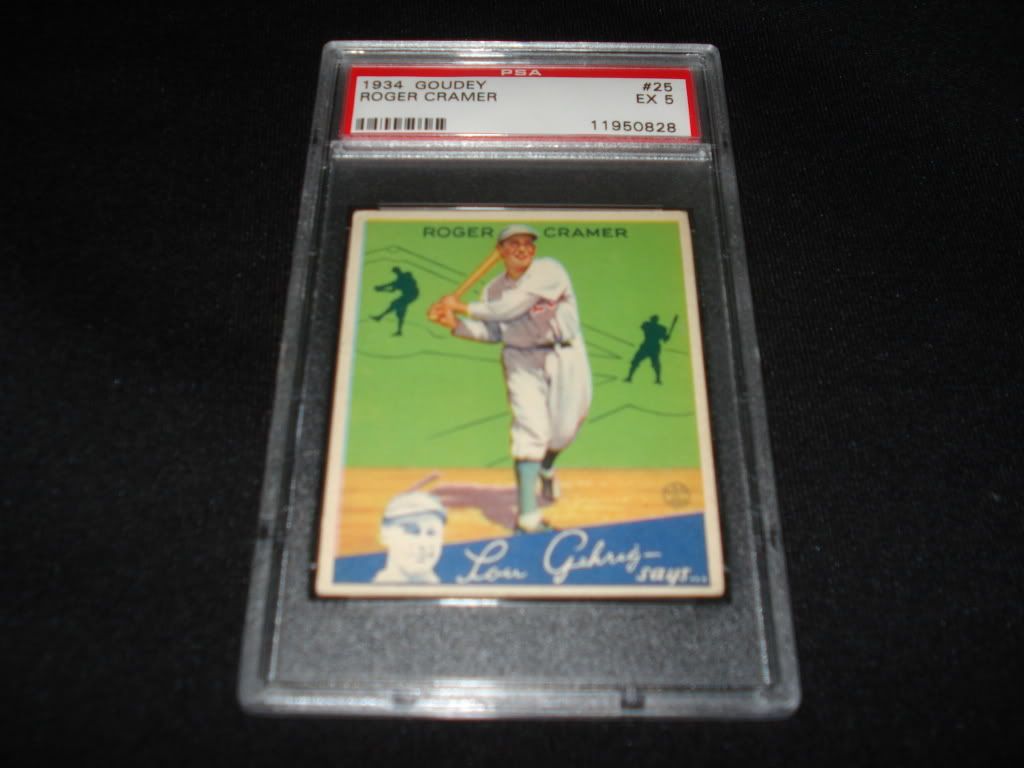 PSA
1934 GOUDEY #25
ROGER CRAMER EX 5
11950828
ROGER CRAMER
Lou Gehrig—
says...